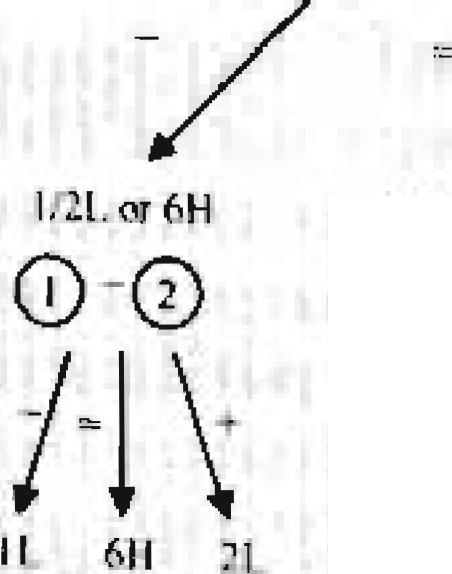 − =
1/2L or 6H
1 − 2
− = +
1L 6H 2L